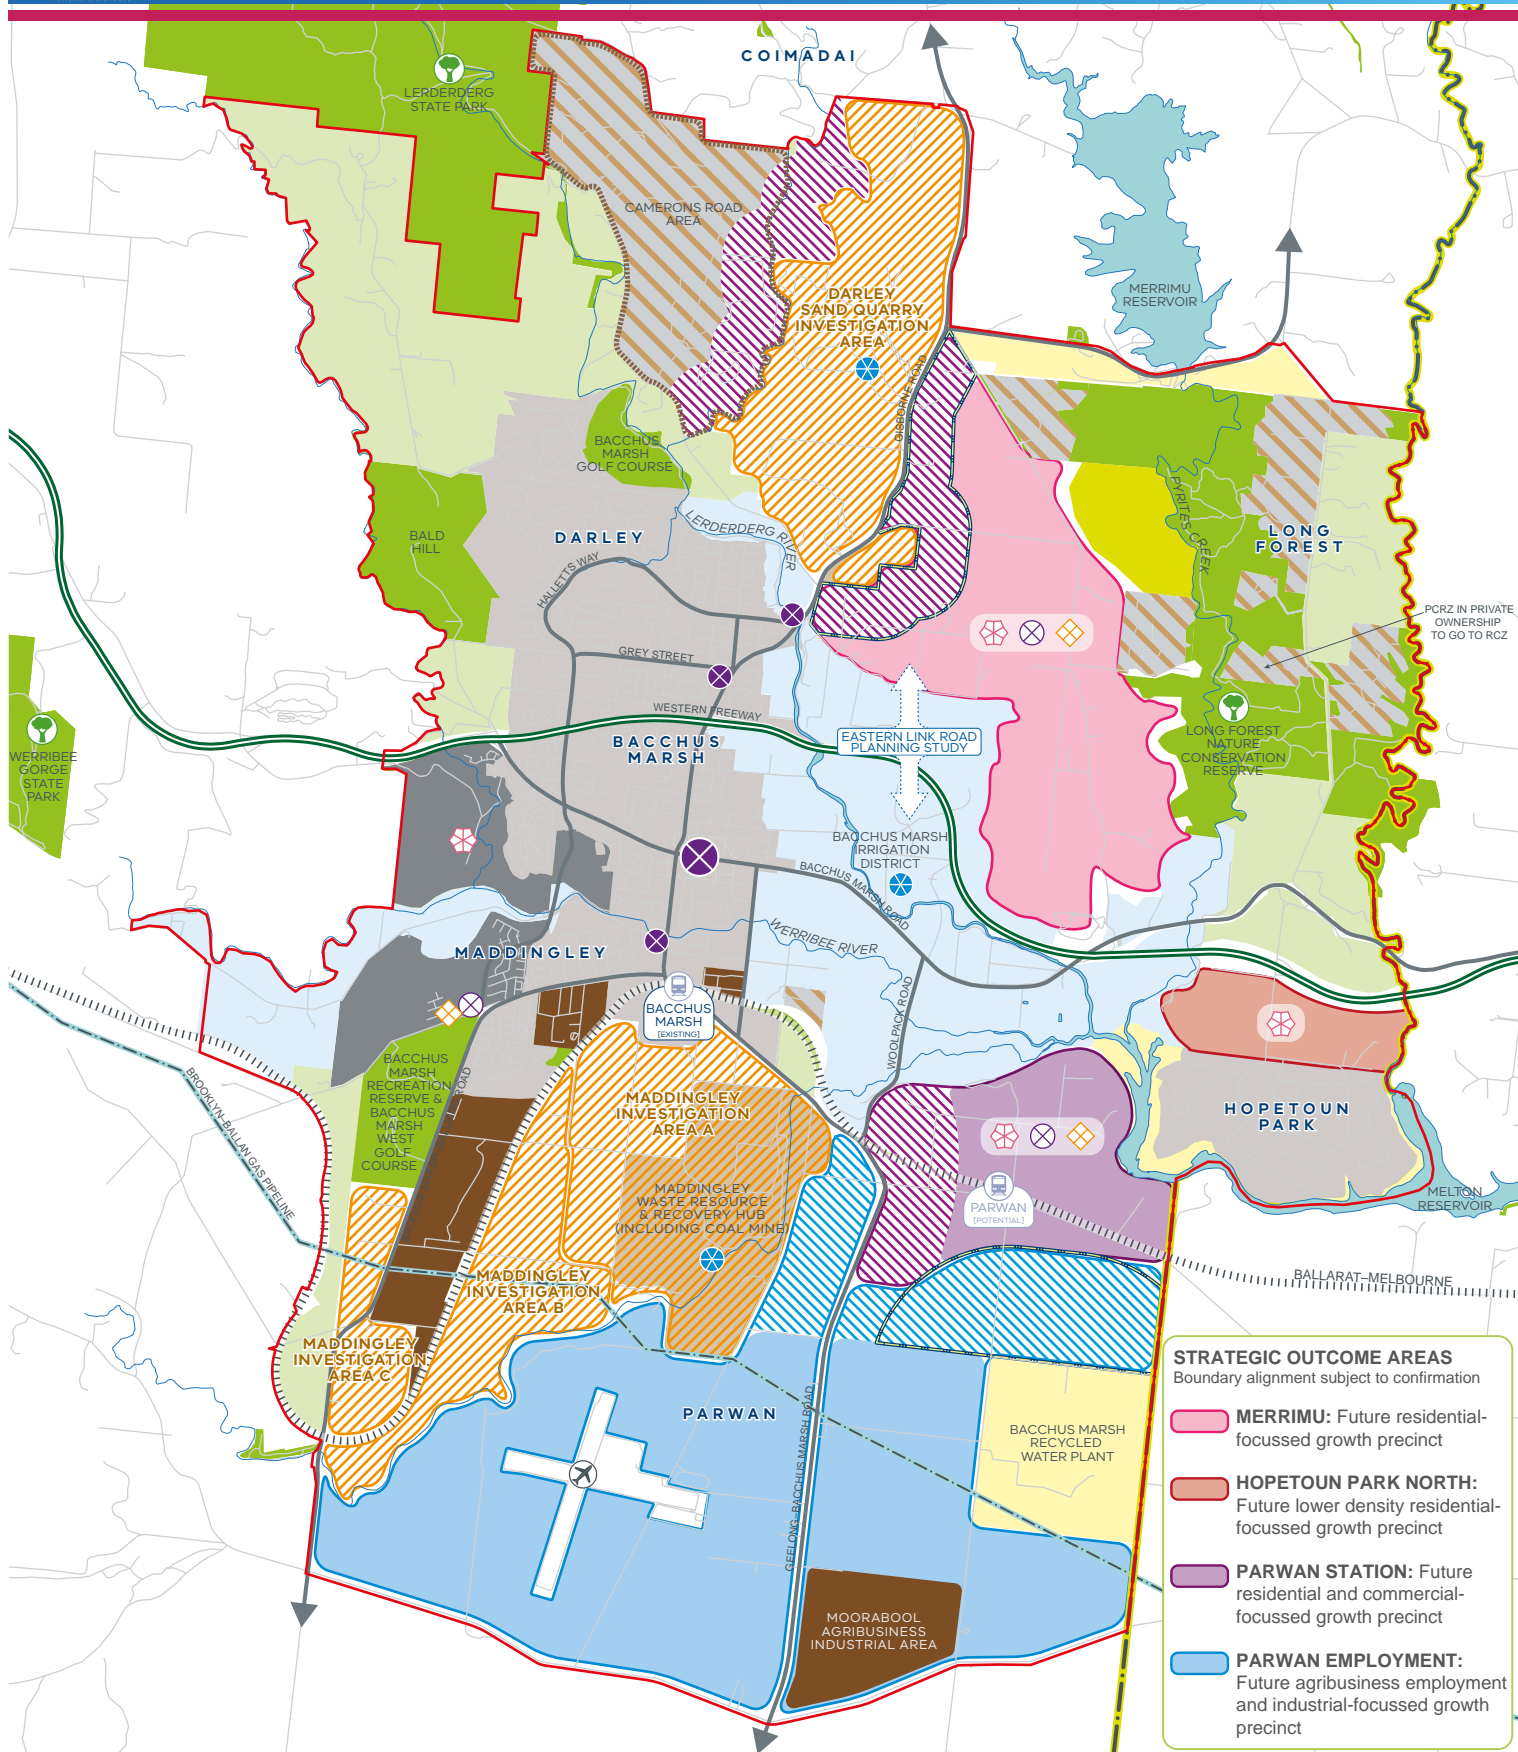 COIMADAI
LERDERDERG
STATE PARK
CAMERONS ROAD
AREA
DARLEY
SAND QUARRY
INVESTIGATION
AREA
MERRIMU
RESERVOIR
GISBORNE ROAD
BACCHUS
MARSH
GOLF COURSE
BALD
HILL
DARLEY
LERDERDERG RIVER
PYRITES CREEK
LONG
FOREST
HALLETTS WAY
PCRZ IN PRIVATE
OWNERSHIP
TO GO TO RCZ
GREY STREET
WESTERN FREEWAY
BACCHUS
MARSH
EASTERN LINK ROAD
PLANNING STUDY
WERRIBEE
GORGE
STATE
PARK
LONG FOREST
NATURE
CONSERVATION
RESERVE
BACCHUS MARSH
IRRIGATION
DISTRICT
BACCHUS MARSH ROAD
WERRIBEE RIVER
MADDINGLEY
WOOLPACK ROAD
BACCHUS
MARSH
[EXISTING]
BACCHUS
MARSH
RECREATION
RESERVE &
BACCHUS
MARSH
WEST
GOLF
COURSE
ROAD
BROOKLYN-BALLAN GAS PIPELINE
MADDINGLEY
INVESTIGATION
AREA A
HOPETOUN
PARK
MADDINGLEY
WASTE RESOURCE
& RECOVERY HUB
(INCLUDING COAL MINE)
PARWAN
[POTENTIAL]
MELTON
RESERVOIR
BALLARAT-MELBOURNE
MADDINGLEY
INVESTIGATION
AREA B
MADDINGLEY
INVESTIGATION
AREA C
PARWAN
GEELONG-BACCHUS MARSH ROAD
BACCHUS MARSH
RECYCLED
WATER PLANT
MOORABOOL
AGRIBUSINESS
INDUSTRIAL AREA
STRATEGIC OUTCOME AREAS
Boundary alignment subject to confirmation
MERRIMU: Future residential-
focussed growth precinct
HOPETOUN PARK NORTH:
Future lower density residential-
focussed growth precinct
PARWAN STATION: Future
residential and commercial-
focussed growth precinct
PARWAN EMPLOYMENT:
Future agribusiness employment
and industrial-focussed growth
precinct